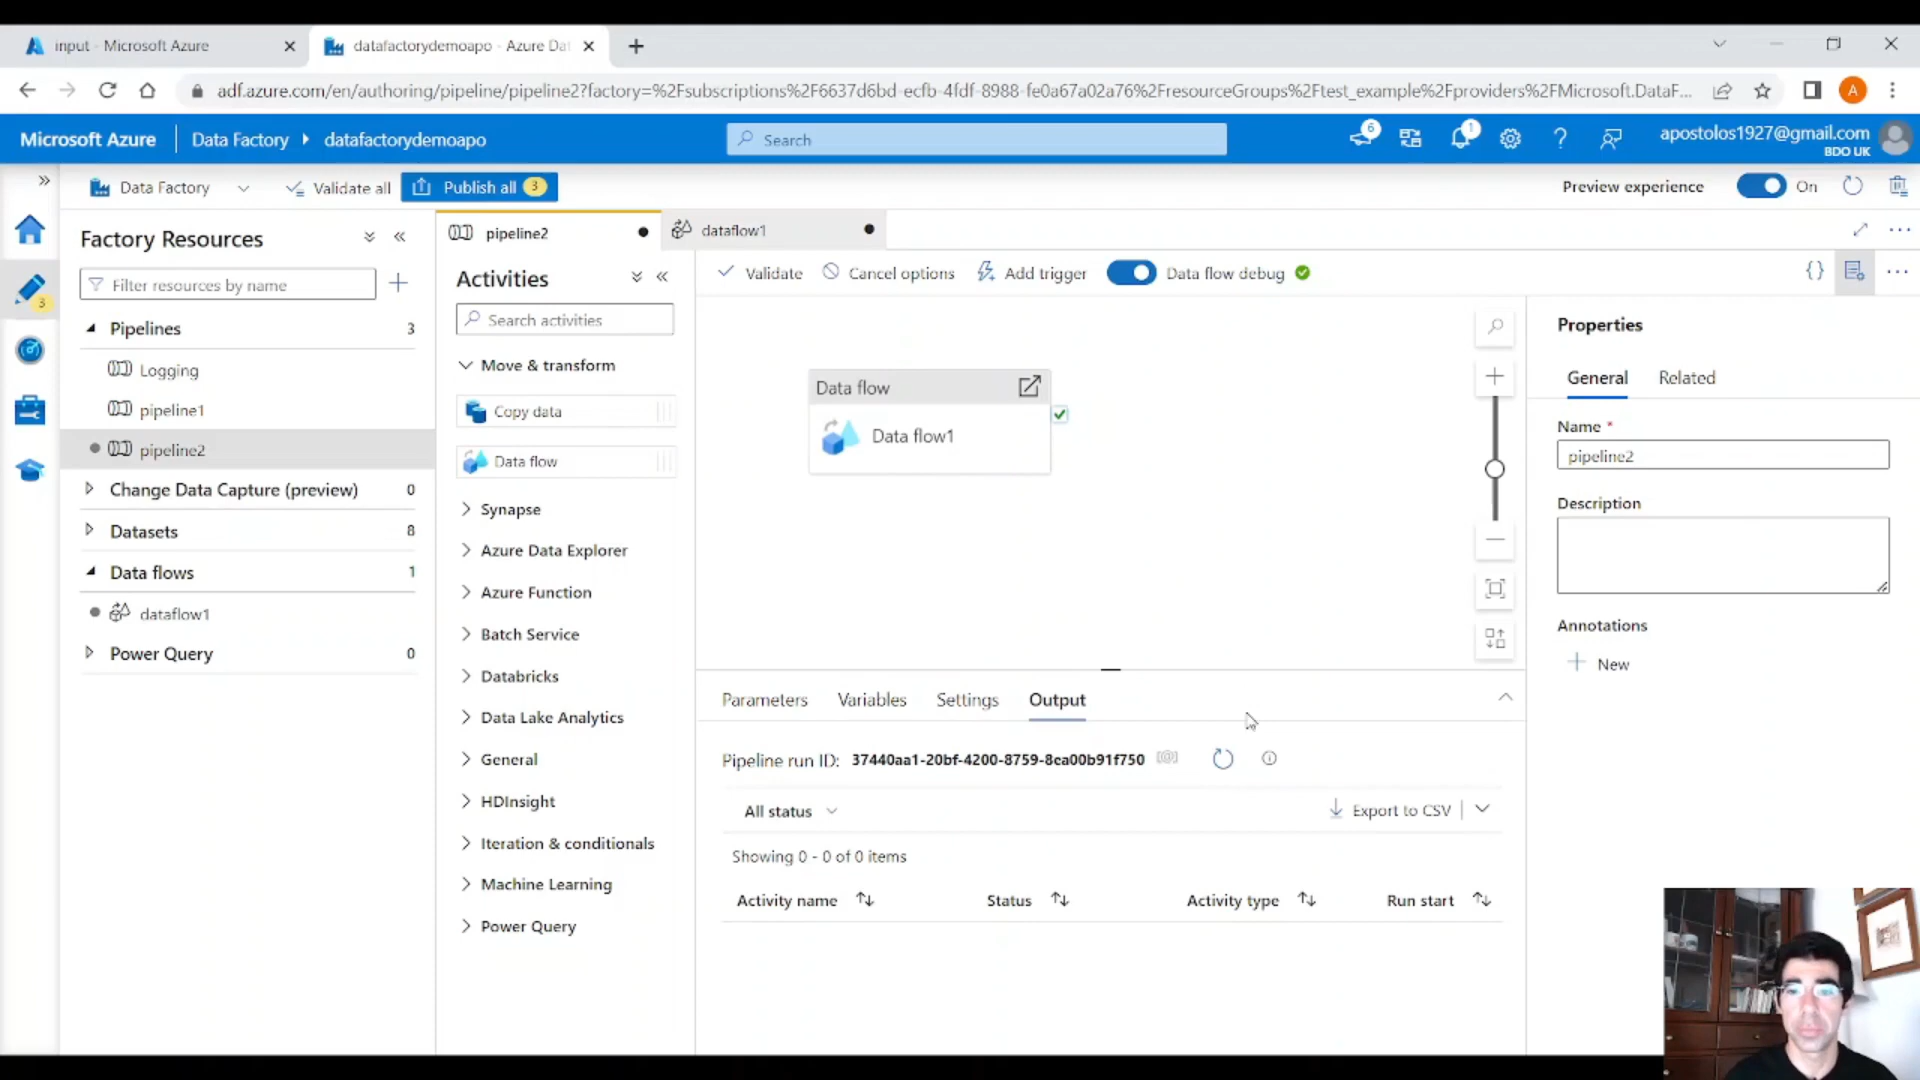 input - Microsoft Azure
datafactorydemoapo - Azure Dat
adf.azure.com/en/authoring/pipeline/pipeline2?factory=%2Fsubscriptions%2F6637d6bd-ecfb-4fdf-8988-fe0a67a02a76%2FresourceGroups%2Ftest_example%2Fproviders%2FMicrosoft.DataF...
A
Microsoft Azure
Data Factory
datafactorydemoapo
Search
6
1
?
apostolos1927@gmail.com
BDO UK
Data Factory
Validate all
Publish all 3
Preview experience
On
Factory Resources
Filter resources by name
3
Pipelines 3
Logging
pipeline1
pipeline2
Change Data Capture (preview) 0
Datasets 8
Data flows 1
dataflow1
Power Query 0
pipeline2
dataflow1
Activities
Search activities
Move & transform
Copy data
Data flow
Synapse
Azure Data Explorer
Azure Function
Batch Service
Databricks
Data Lake Analytics
General
HDInsight
Iteration & conditionals
Machine Learning
Power Query
Validate
Cancel options
Add trigger
Data flow debug
Data flow
Data flow1
Parameters
Variables
Settings
Output
Pipeline run ID: 37440aa1-20bf-4200-8759-8ea00b91f750
All status
Export to CSV
Showing 0 - 0 of 0 items
Activity name
Status
Activity type
Run start
Properties
General
Related
Name *
pipeline2
Description
Annotations
New